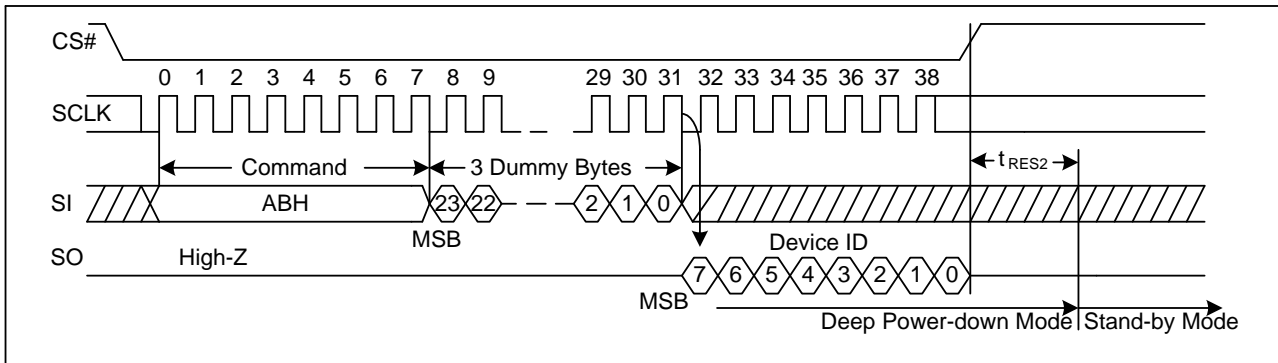 CS#
0 1 2 3 4 5 6 7 8 9 29 30 31 32 33 34 35 36 37 38
SCLK
Command 3 Dummy Bytes tRES2
SI ABH 23 22 2 1 0
MSB
SO High-Z Device ID
7 6 5 4 3 2 1 0
MSB
Deep Power-down Mode Stand-by Mode